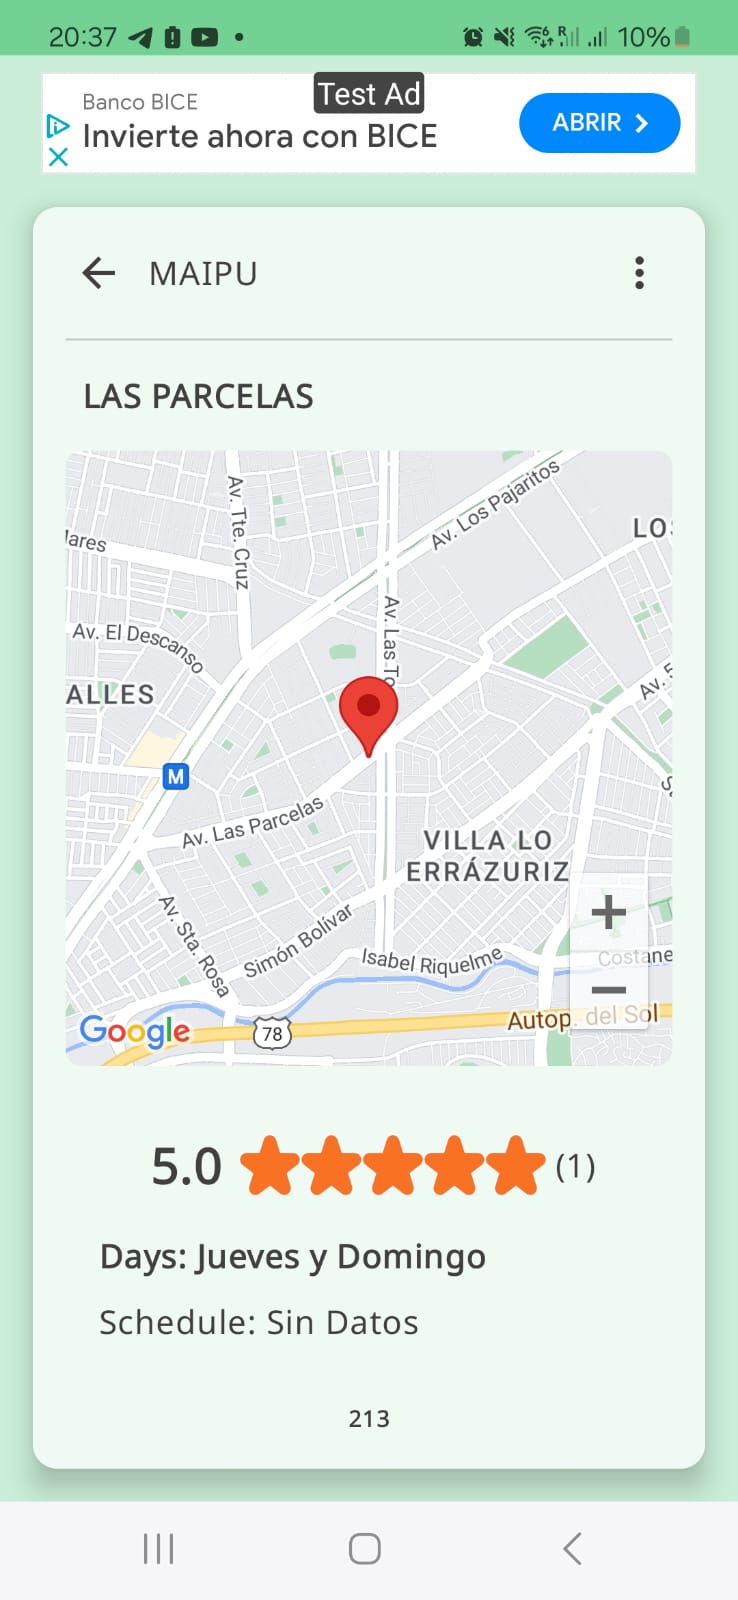 20:37
10%
Banco BICE
Test Ad
Invierte ahora con BICE
ABRIR
MAIPU
LAS PARCELAS
Av. Tte. Cruz
Av. Los Pajaritos
LO
lares
Av. Las To
Av. El Descanso
ALLES
Av.
M
Av. Las Parcelas
VILLA LO
ERRÁZURIZ
Av. Sta. Rosa
Simón Bolívar
Isabel Riquelme
Costane
Google
78
Autop. del Sol
5.0
(1)
Days: Jueves y Domingo
Schedule: Sin Datos
213